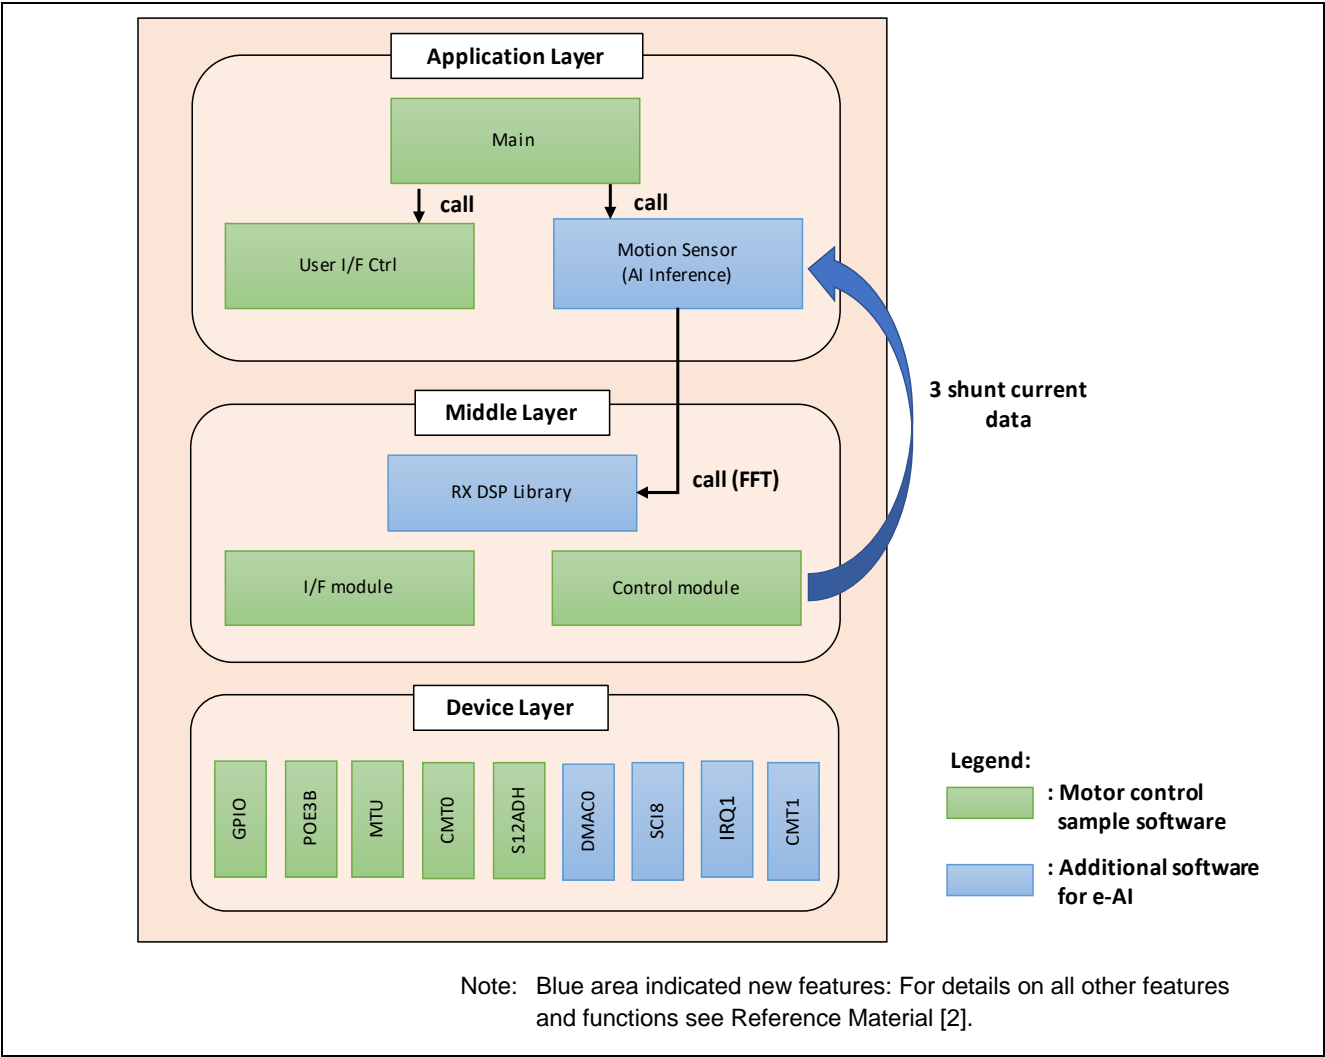 Application Layer
Main
call
call
User I/F Ctrl
Motion Sensor
(AI Inference)
3 shunt current
data
Middle Layer
RX DSP Library
call (FFT)
I/F module
Control module
Device Layer
GPIO
POE3B
MTU
CMT0
S12ADH
DMAC0
SCI8
IRQ1
CMT1
Legend:
: Motor control
sample software
: Additional software
for e-AI
Note: Blue area indicated new features: For details on all other features
and functions see Reference Material [2].